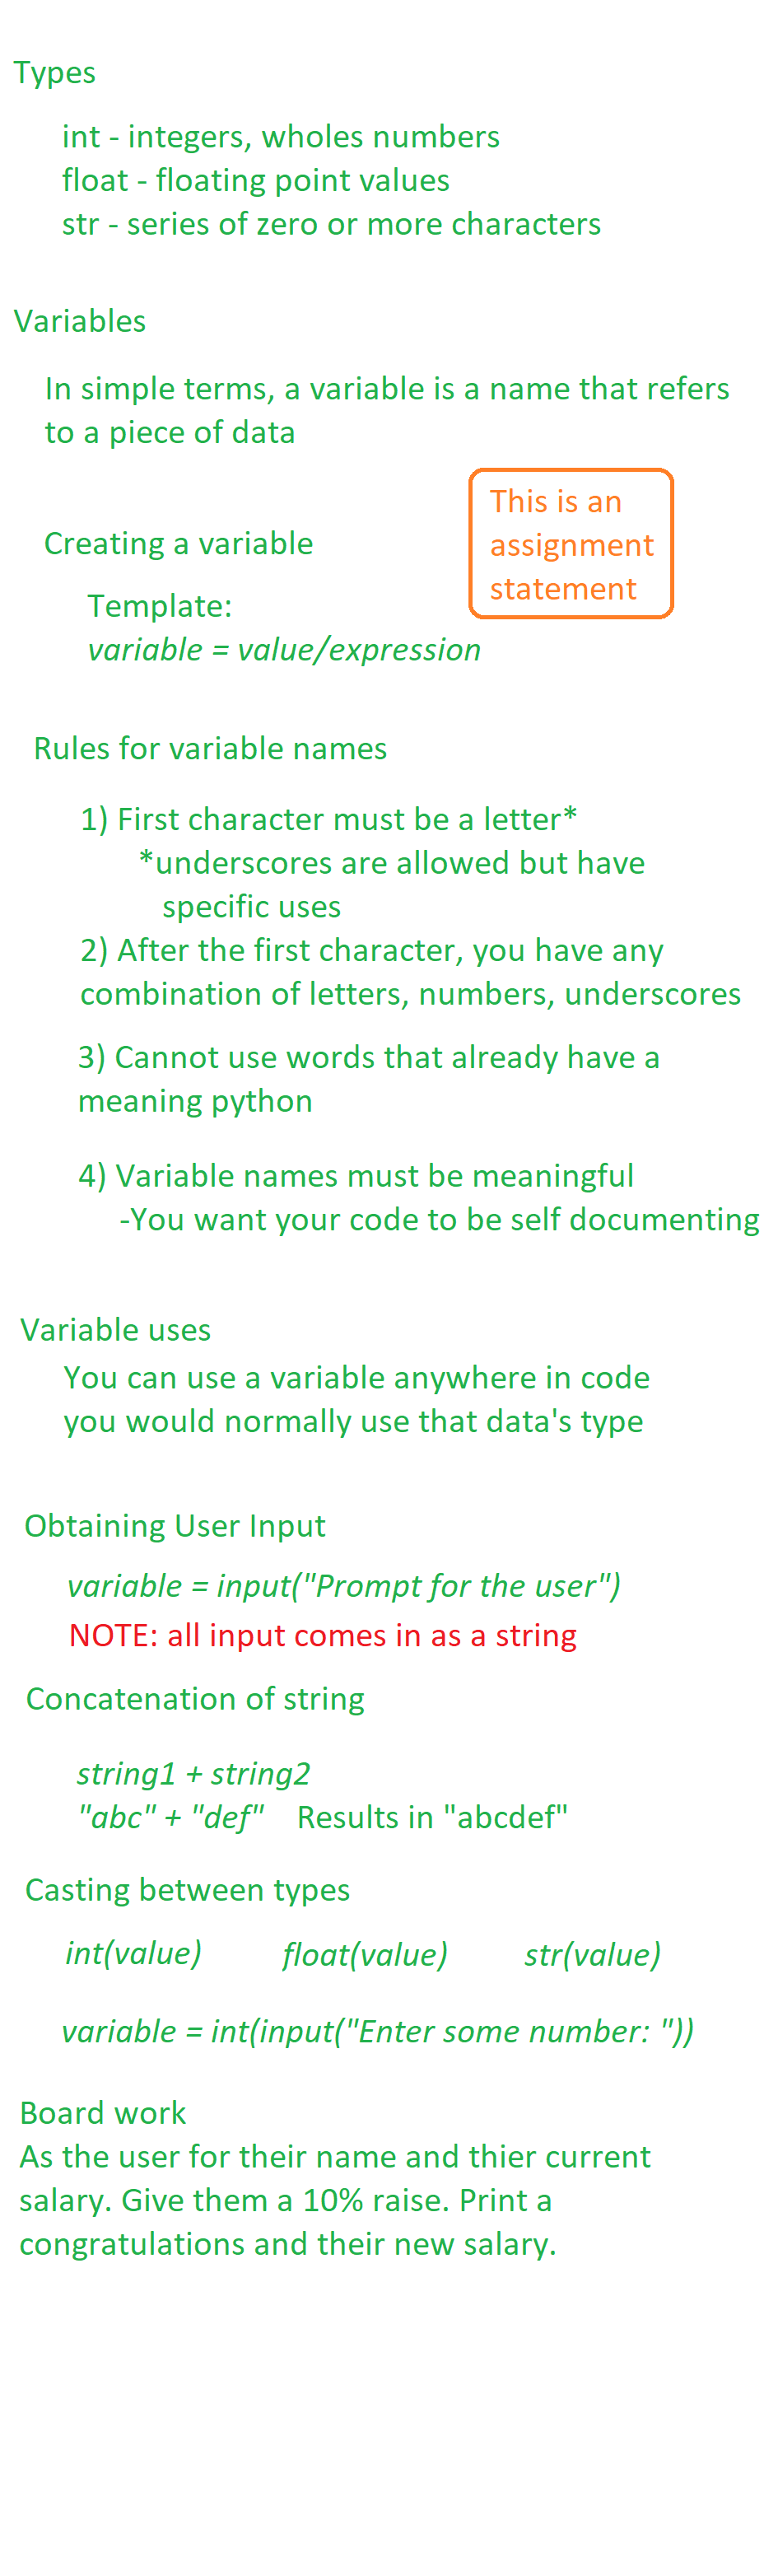 Types
int - integers, wholes numbers
float - floating point values
str - series of zero or more characters
Variables
In simple terms, a variable is a name that refers
to a piece of data
This is an
assignment
statement
Creating a variable
Template:
variable = value/expression
Rules for variable names
1) First character must be a letter*
*underscores are allowed but have
specific uses
2) After the first character, you have any
combination of letters, numbers, underscores
3) Cannot use words that already have a
meaning python
4) Variable names must be meaningful
-You want your code to be self documenting
Variable uses
You can use a variable anywhere in code
you would normally use that data's type
Obtaining User Input
variable = input("Prompt for the user")
NOTE: all input comes in as a string
Concatenation of string
string1 + string2
"abc" + "def" Results in "abcdef"
Casting between types
int(value) float(value) str(value)
variable = int(input("Enter some number: "))
Board work
As the user for their name and thier current
salary. Give them a 10% raise. Print a
congratulations and their new salary.